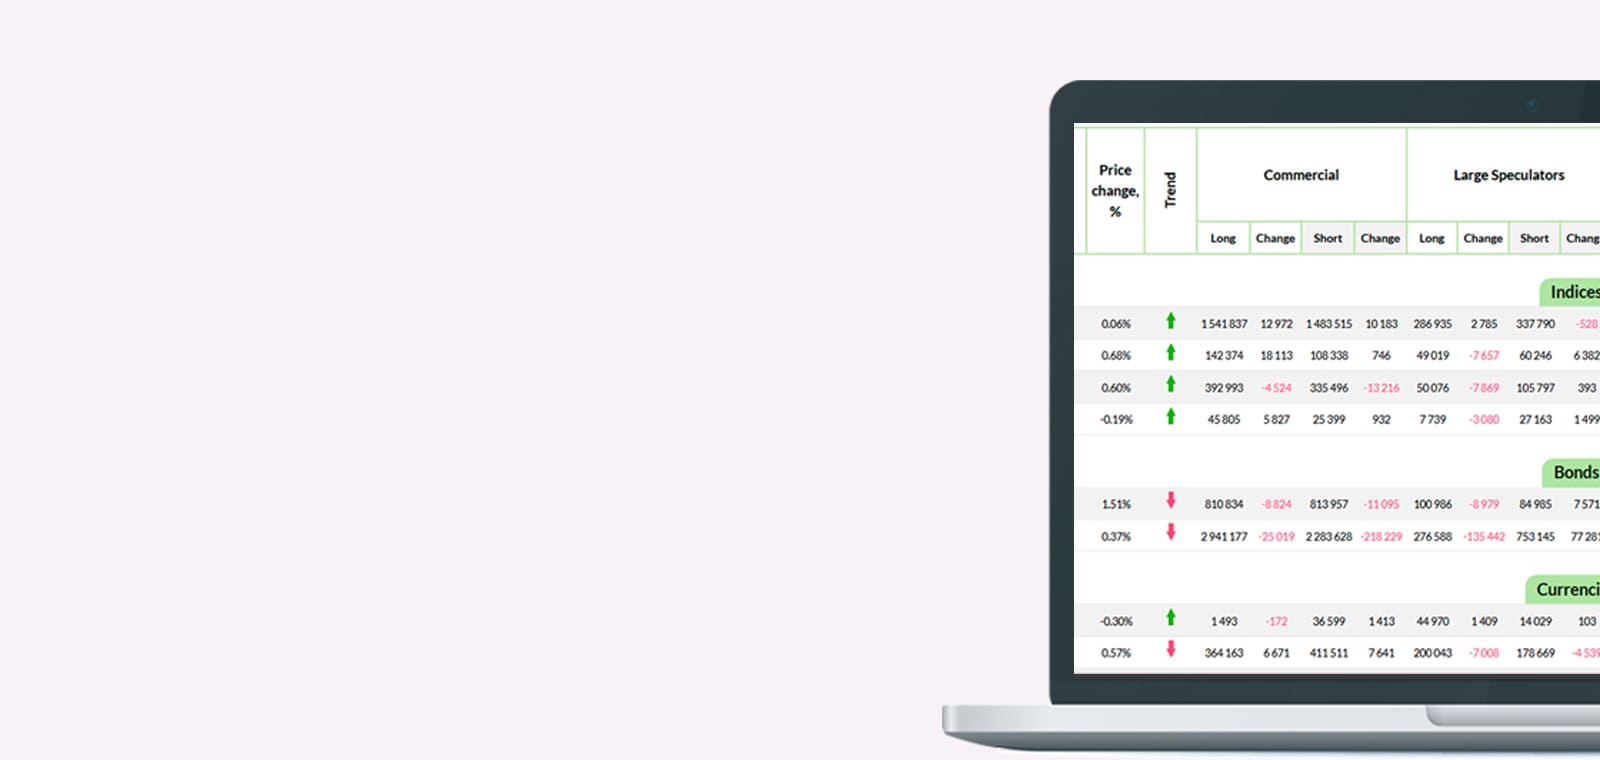 Price change, % Trend Commercial Large Speculators
Long Change Short Change Long Change Short Chang
Indices
0.06% 1 541 837 12 972 1 483 515 10 183 286 935 2 785 337 790 -528
0.68% 142 374 18 113 108 338 746 49 019 -7 657 60 246 6 382
0.60% 392 993 -4 524 335 496 -13 216 50 076 -7 869 105 797 393
-0.19% 45 805 5 827 25 399 932 7 739 -3 080 27 163 1 499
Bonds
1.51% 810 834 -8 824 813 957 -11 095 100 986 -8 979 84 985 7 571
0.37% 2 941 177 -25 019 2 283 628 -218 229 276 588 -135 442 753 145 77 281
Currenci
-0.30% 1 493 -172 36 599 1 413 44 970 1 409 14 029 103
0.57% 364 163 6 671 411 511 7 641 200 043 -7 008 178 669 -4 539